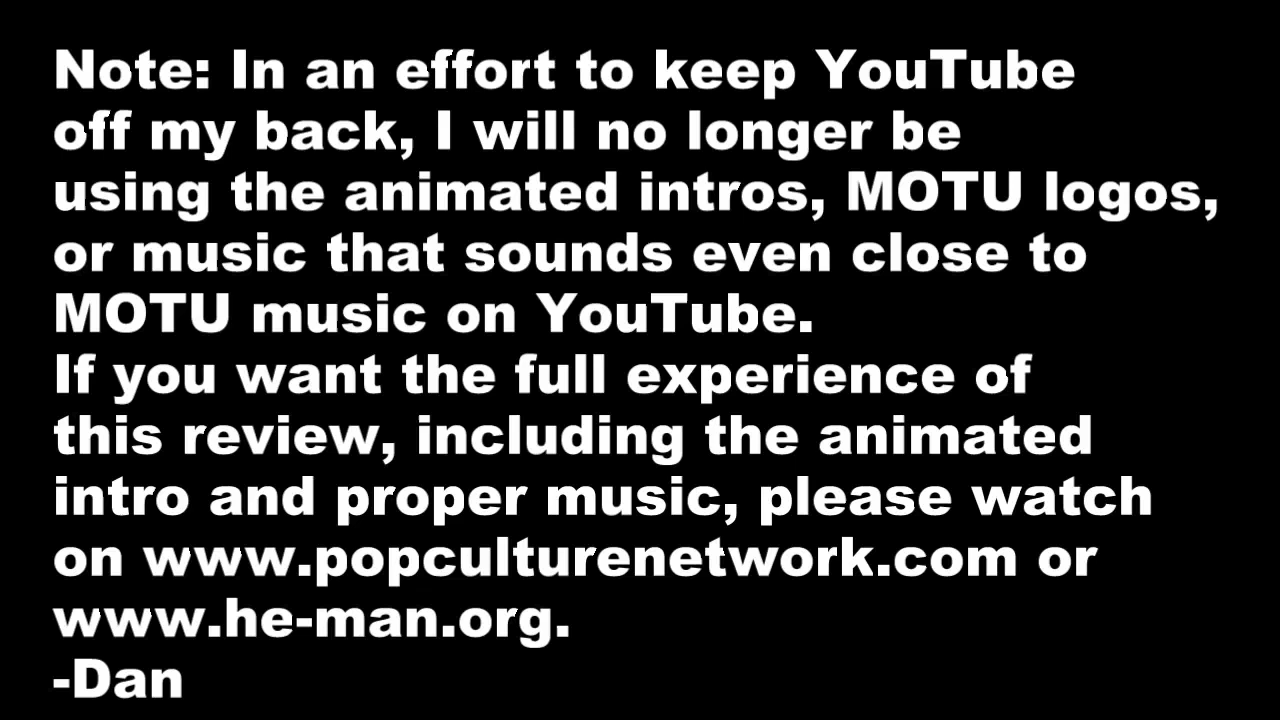 Note: In an effort to keep YouTube
off my back, I will no longer be
using the animated intros, MOTU logos,
or music that sounds even close to
MOTU music on YouTube.
If you want the full experience of
this review, including the animated
intro and proper music, please watch
on www.popculturenetwork.com or
www.he-man.org.
-Dan